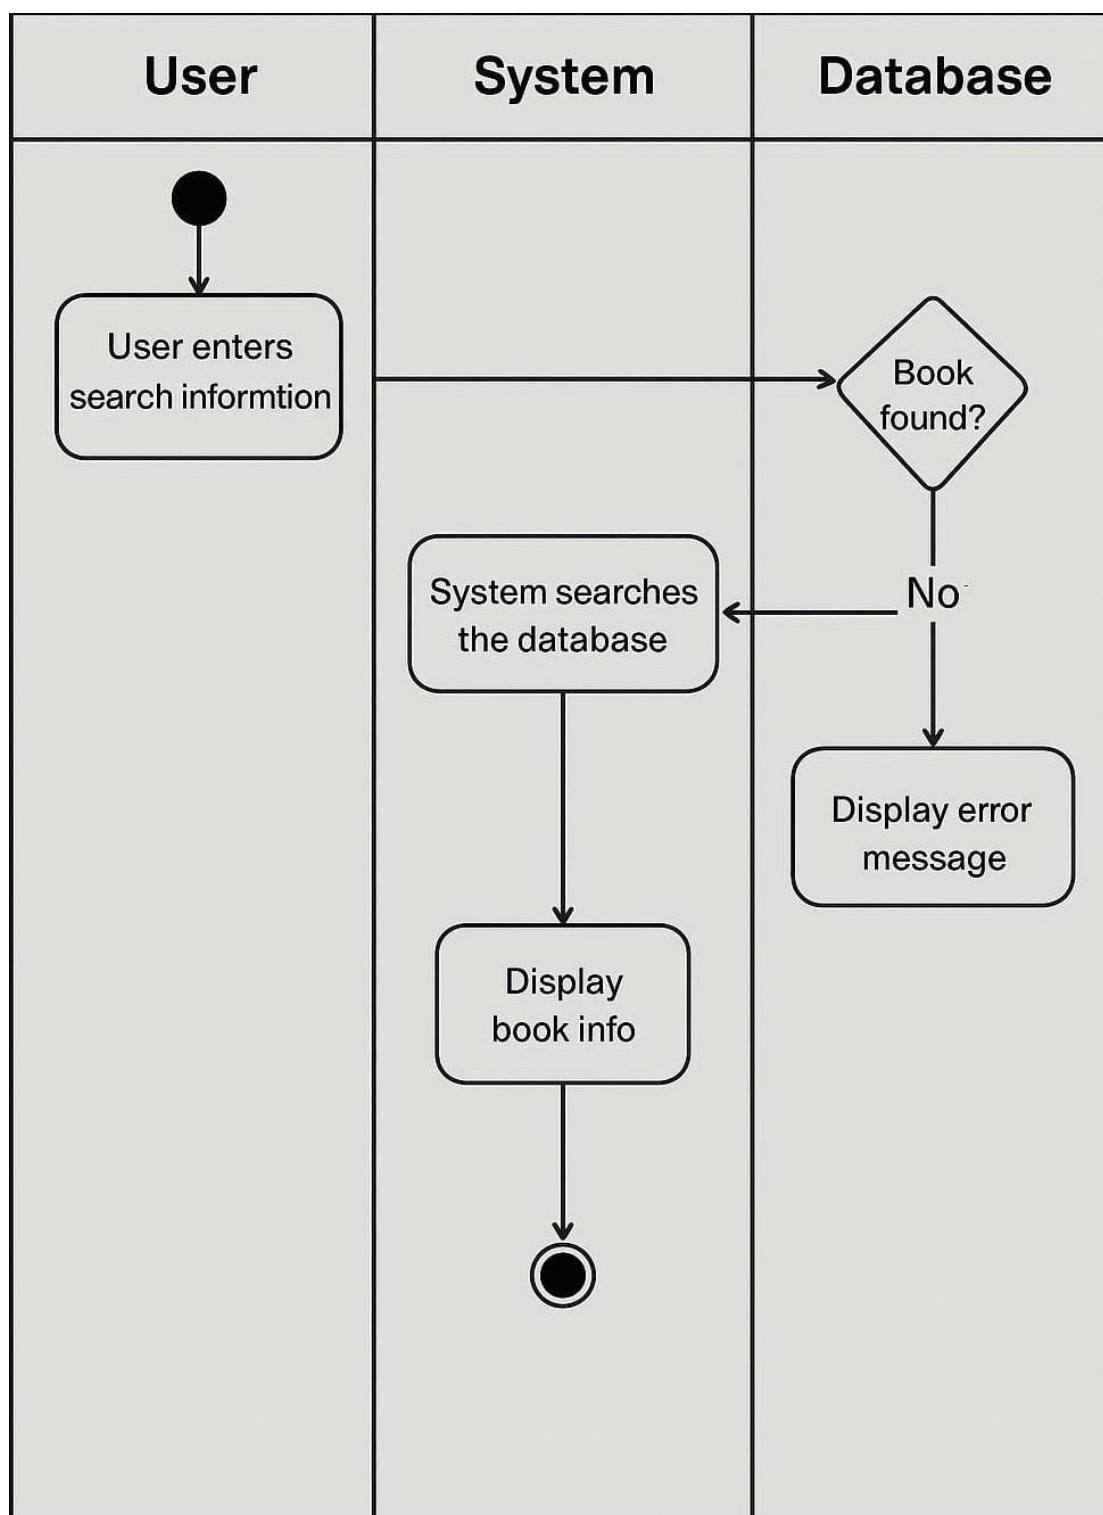 User
System
Database
User enters
search informtion
Book
found?
System searches
the database
No
Display error
message
Display
book info